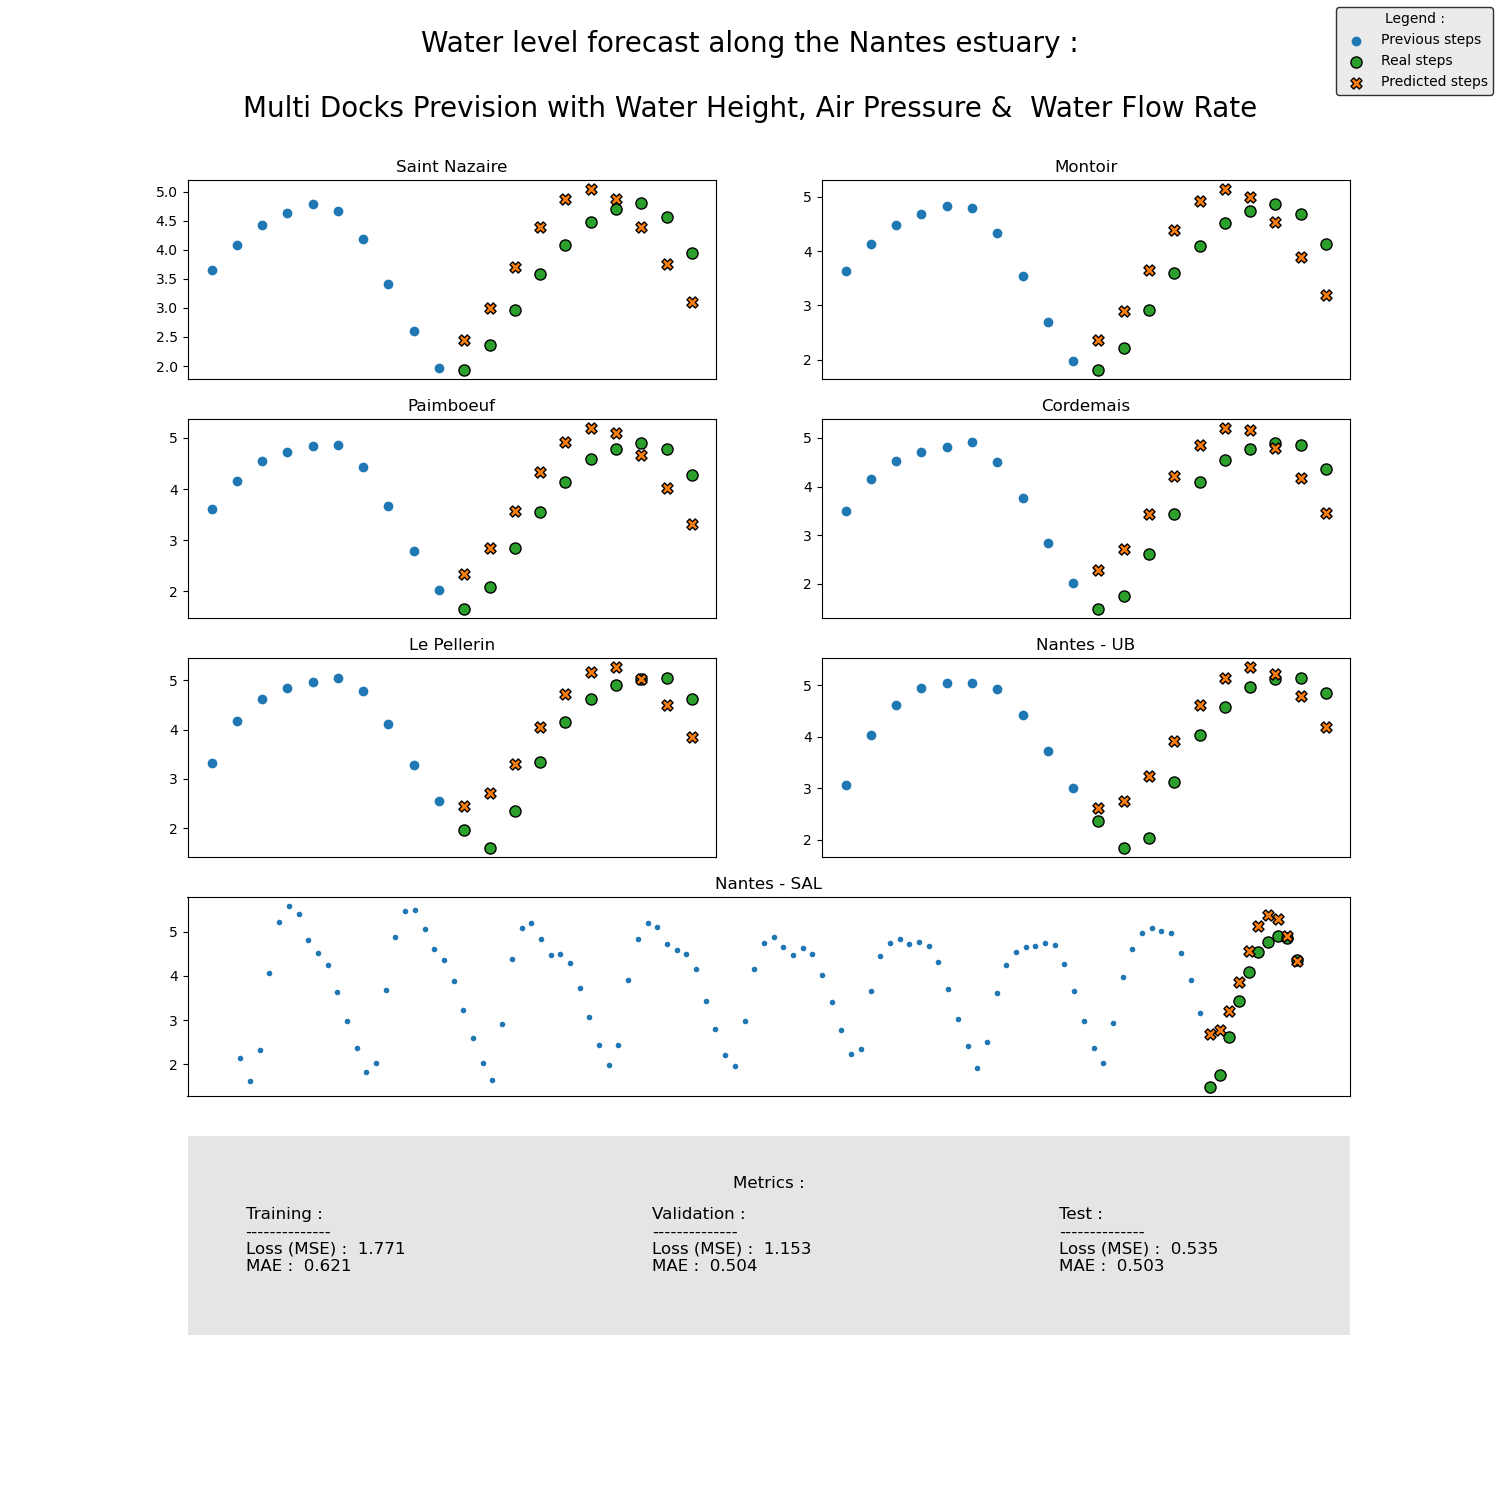 Water level forecast along the Nantes estuary :
Multi Docks Prevision with Water Height, Air Pressure &  Water Flow Rate
Legend :
Previous steps
Real steps
Predicted steps
Saint Nazaire
5.0
4.5
4.0
3.5
3.0
2.5
2.0
Montoir
5
4
3
2
Paimboeuf
5
4
3
2
Cordemais
5
4
3
2
Le Pellerin
5
4
3
2
Nantes - UB
5
4
3
2
Nantes - SAL
5
4
3
2
Metrics :
Training :
--------------
Loss (MSE) :  1.771
MAE :  0.621
Validation :
--------------
Loss (MSE) :  1.153
MAE :  0.504
Test :
--------------
Loss (MSE) :  0.535
MAE :  0.503